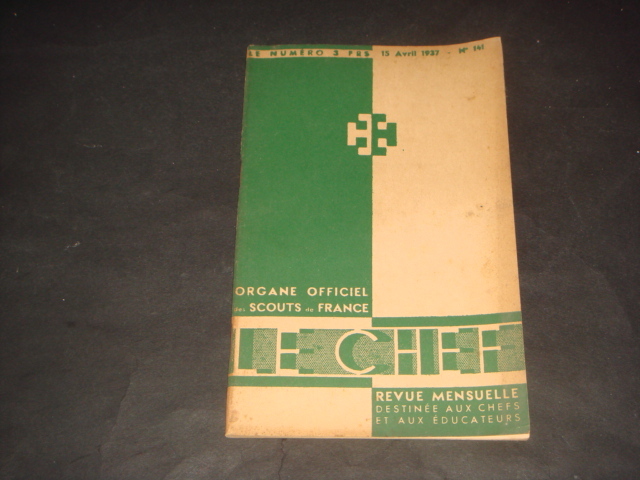 LE NUMÉRO 3 FRS 15 Avril 1937 - N° 141
ORGANE OFFICIEL
des SCOUTS de FRANCE
LE CHEF
REVUE MENSUELLE
DESTINÉE AUX CHEFS
ET AUX ÉDUCATEURS